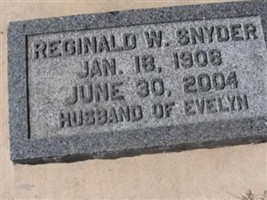 REGINALD W. SNYDER
JAN. 18, 1908
JUNE 30, 2004
HUSBAND OF EVELYN